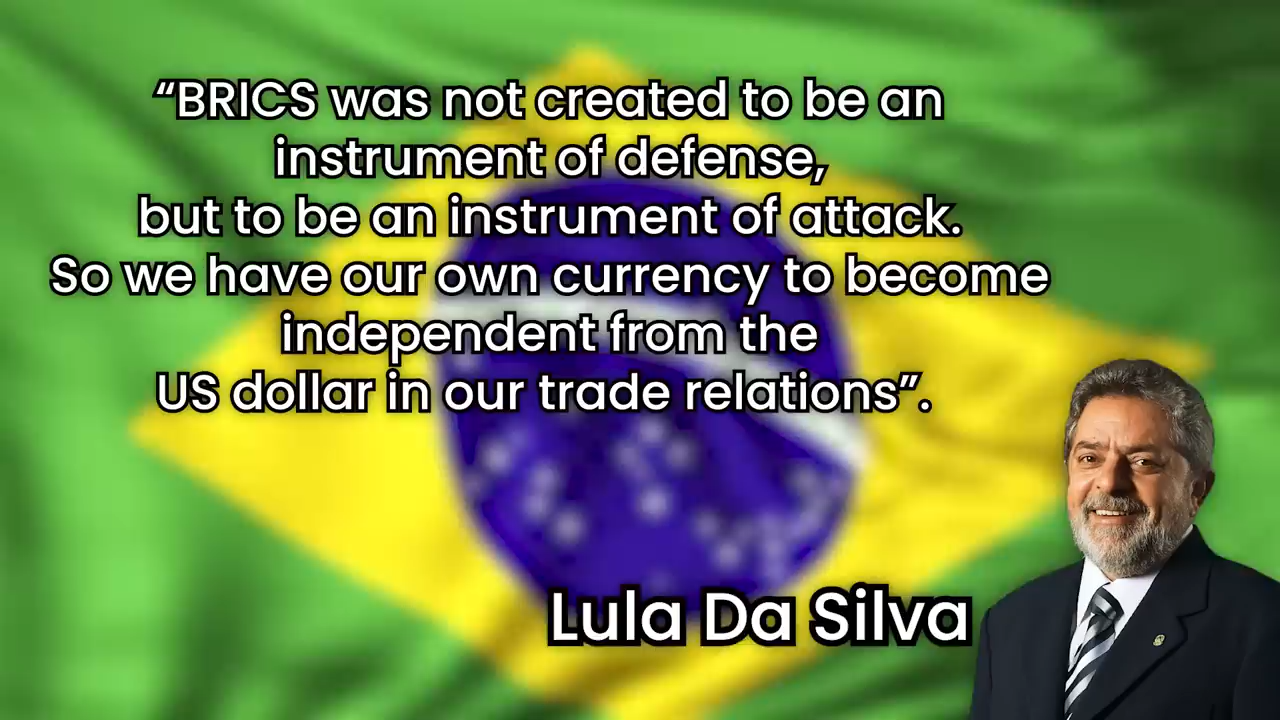 “BRICS was not created to be an
instrument of defense,
but to be an instrument of attack.
So we have our own currency to become
independent from the
US dollar in our trade relations”.
Lula Da Silva